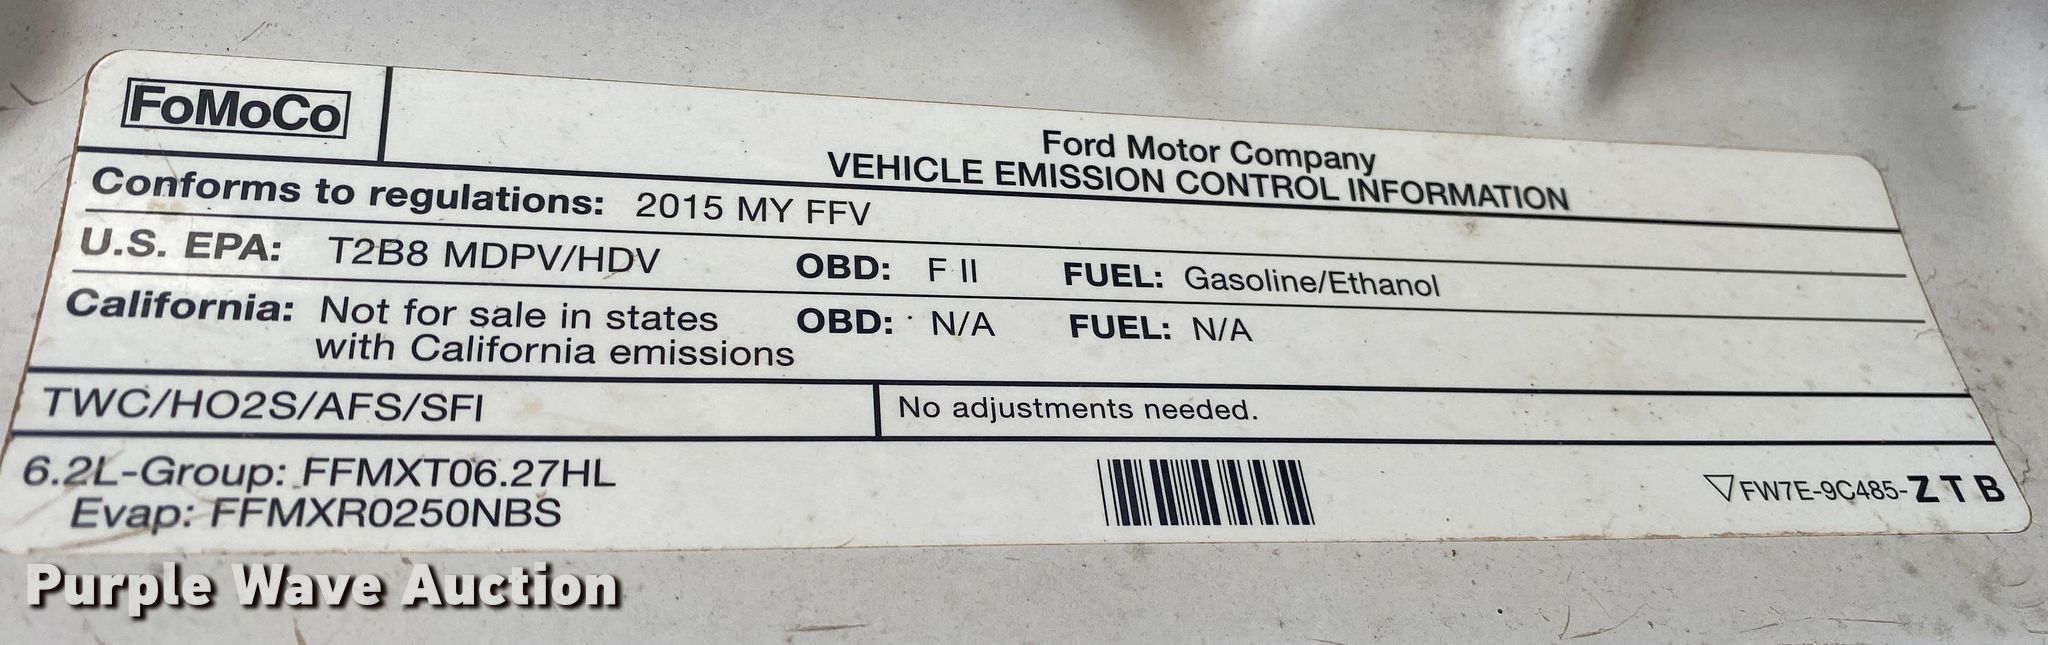 FoMoCo
Ford Motor Company
VEHICLE EMISSION CONTROL INFORMATION
Conforms to regulations: 2015 MY FFV
U.S. EPA: T2B8 MDPV/HDV OBD: F II FUEL: Gasoline/Ethanol
California: Not for sale in states OBD: N/A FUEL: N/A
with California emissions
TWC/HO2S/AFS/SFI No adjustments needed.
6.2L-Group: FFMXT06.27HL
Evap: FFMXR0250NBS
FW7E-9C485-ZTB
Purple Wave Auction